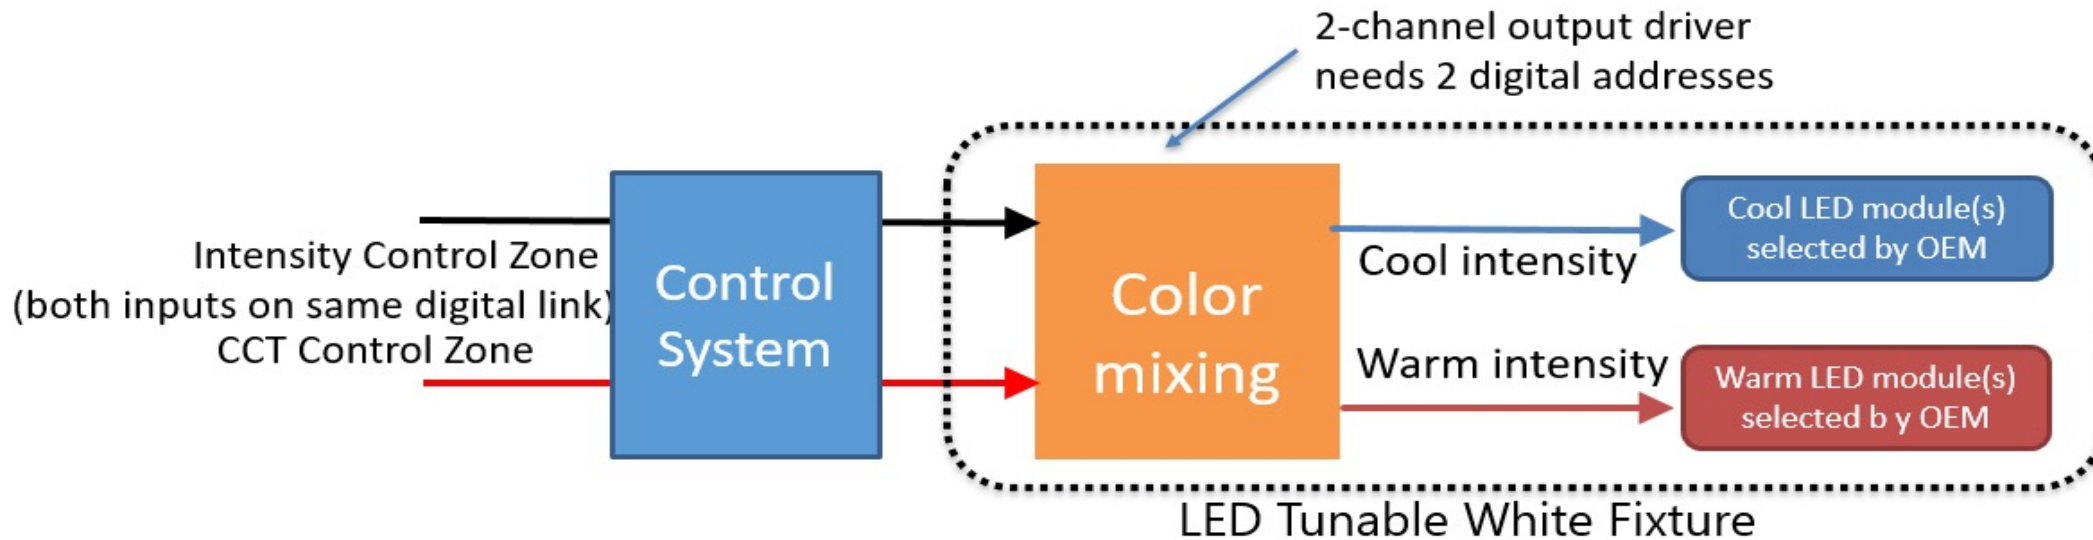 2-channel output driver
needs 2 digital addresses
Intensity Control Zone
(both inputs on same digital link)
CCT Control Zone
Control
System
Color
mixing
Cool intensity
Warm intensity
Cool LED module(s)
selected by OEM
Warm LED module(s)
selected b y OEM
LED Tunable White Fixture